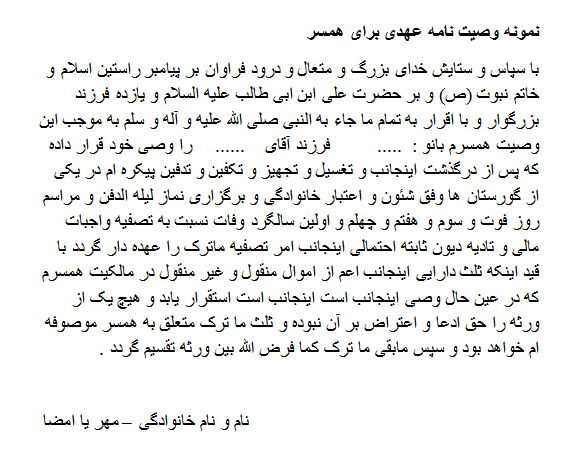 نمونه وصیت نامه عهدی برای همسر
با سپاس و ستایش خدای بزرگ و متعال و درود فراوان بر پیامبر راستین اسلام و
خاتم نبوت (ص) و بر حضرت علی ابن ابی طالب علیه السلام و یازده فرزند
بزرگوار و با اقرار به تمام ما جاء به النبی صلی الله علیه و آله و سلم به موجب این
وصیت همسرم بانو : ..... فرزند آقای ...... را وصی خود قرار داده
که پس از درگذشت اینجانب و تغسیل و تجهیز و تکفین و تدفین پیکره ام در یکی
از گورستان ها وفق شئون و اعتبار خانوادگی و برگزاری نماز لیله الدفن و مراسم
روز فوت و سوم و هفتم و چهلم و اولین سالگرد وفات نسبت به تصفیه واجبات
مالی و تادیه دیون ثابته احتمالی اینجانب امر تصفیه ماترک را عهده دار گردد با
قید اینکه ثلث دارایی اینجانب اعم از اموال منقول و غیر منقول در مالکیت همسرم
که در عین حال وصی اینجانب است اینجانب است استقرار یابد و هیچ یک از
ورثه را حق ادعا و اعتراض بر آن نبوده و ثلث ما ترک متعلق به همسر موصوفه
ام خواهد بود و سپس مابقی ما ترک کما فرض الله بین ورثه تقسیم گردد .
نام و نام خانوادگی – مهر یا امضا